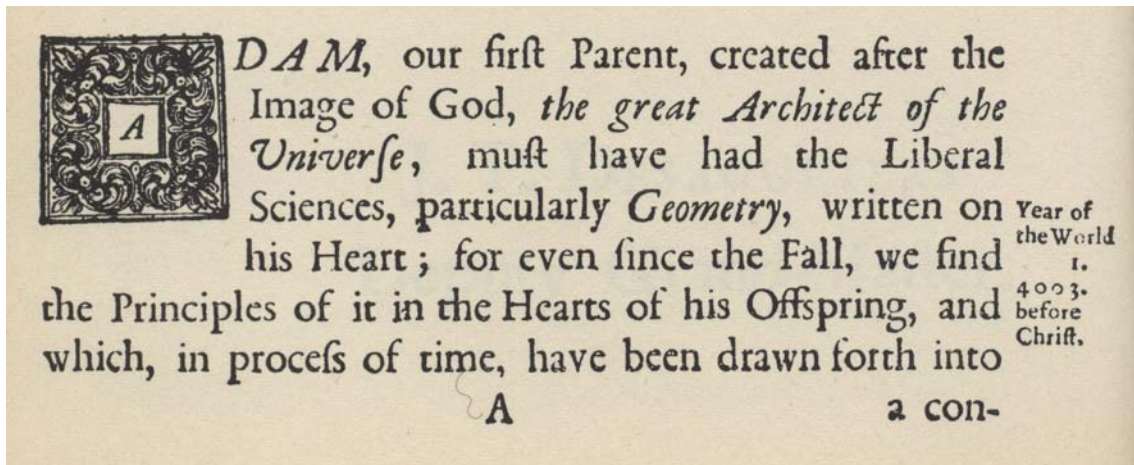 ADAM, our firſt Parent, created after the
Image of God, the great Architect of the
Univerſe, muſt have had the Liberal
Sciences, particularly Geometry, written on
his Heart; for even ſince the Fall, we find
the Principles of it in the Hearts of his Offspring, and
which, in proceſs of time, have been drawn forth into
A
a con-
Year of
the World
1.
4003.
before
Chriſt.